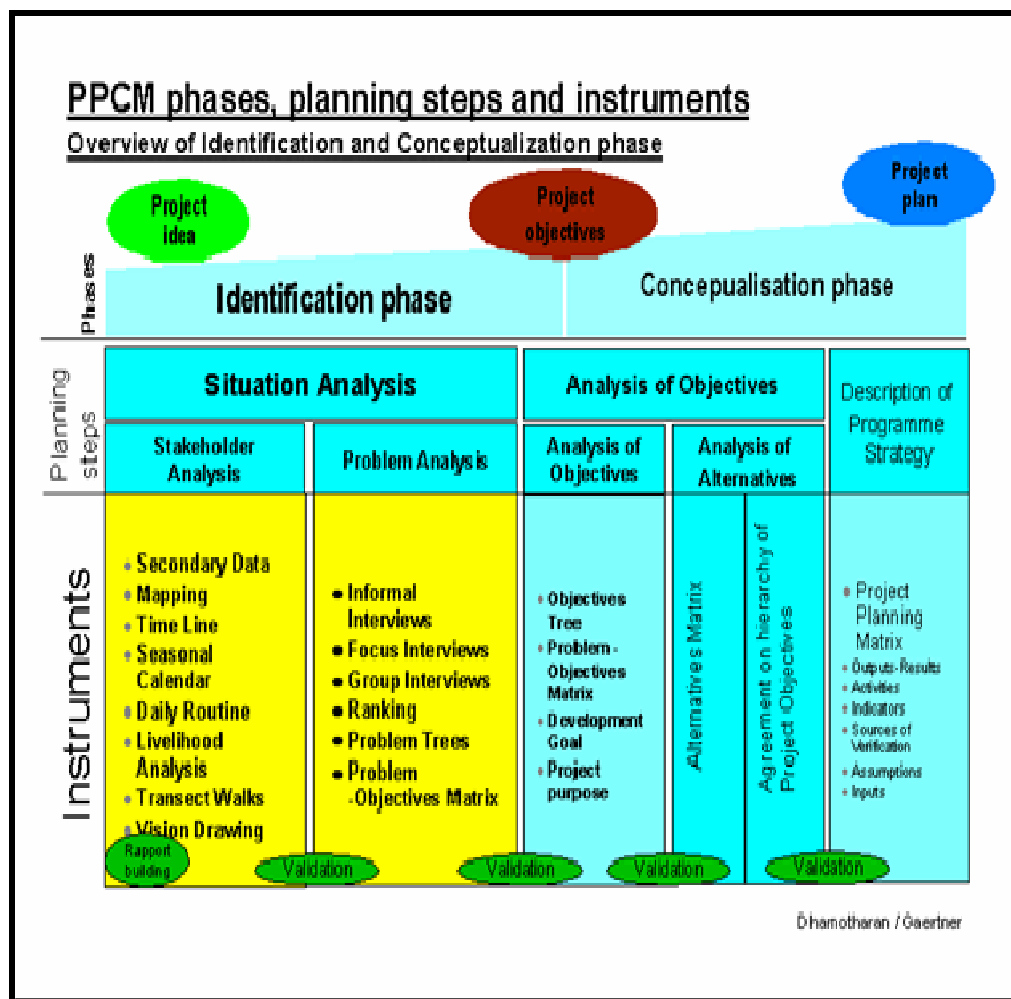 PPCM phases, planning steps and instruments
Overview of Identification and Conceptualization phase
Project
idea
Project
objectives
Project
plan
Phases
Identification phase
Concepualisation phase
Planning
steps
Situation Analysis
Analysis of Objectives
Description of
Programme
Strategy
Stakeholder
Analysis
Problem Analysis
Analysis of
Objectives
Analysis of
Alternatives
Instruments
• Secondary Data
• Mapping
• Time Line
• Seasonal
Calendar
• Daily Routine
• Livelihood
Analysis
• Transect Walks
• Vision Drawing
• Informal
Interviews
• Focus Interviews
• Group Interviews
• Ranking
• Problem Trees
• Problem
-Objectives Matrix
• Objectives
Tree
• Problem -
Objectives
Matrix
• Development
Goal
• Project
purpose
Alternatives Matrix
Agreement on hierarchy of
Project Objectives
• Project
Planning
Matrix
• Outputs-Results
• Activities
• Indicators
• Sources of
Verification
• Assumptions
• Inputs
Rapport
building
Validation
Validation
Validation
Validation
Dhamotharan / Gaertner